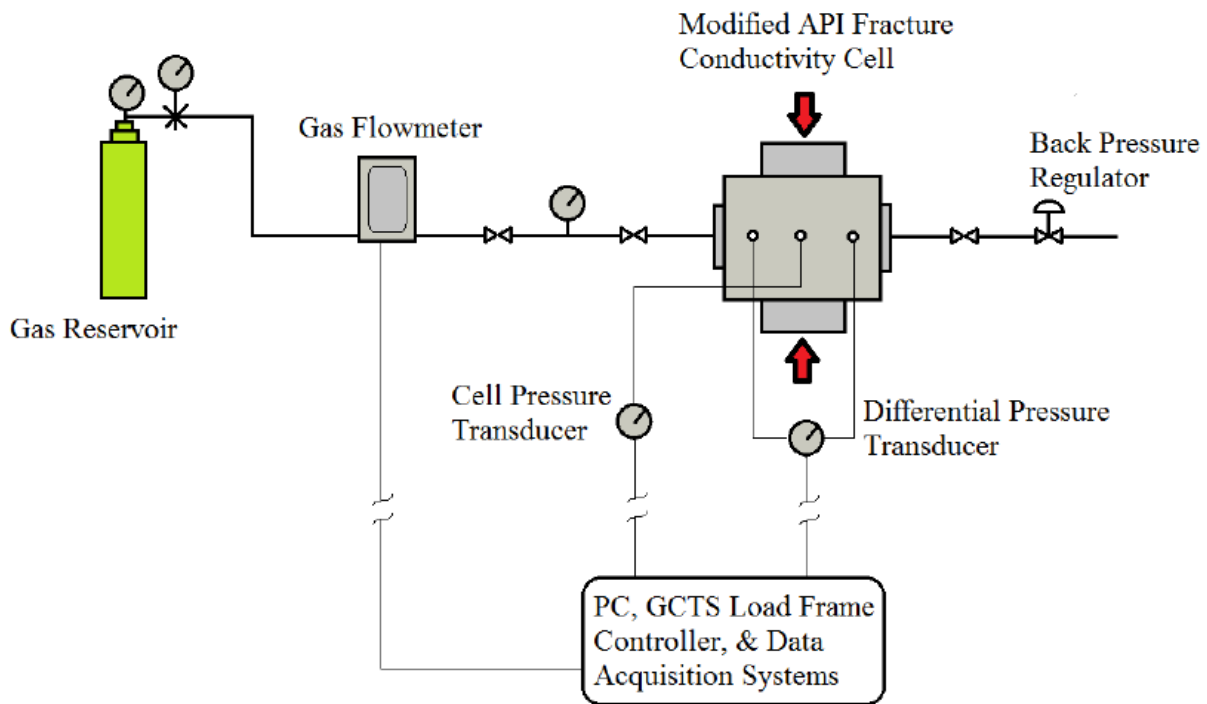 Modified API Fracture
Conductivity Cell
Gas Flowmeter
Back Pressure
Regulator
Gas Reservoir
Cell Pressure
Transducer
Differential Pressure
Transducer
PC, GCTS Load Frame
Controller, & Data
Acquisition Systems